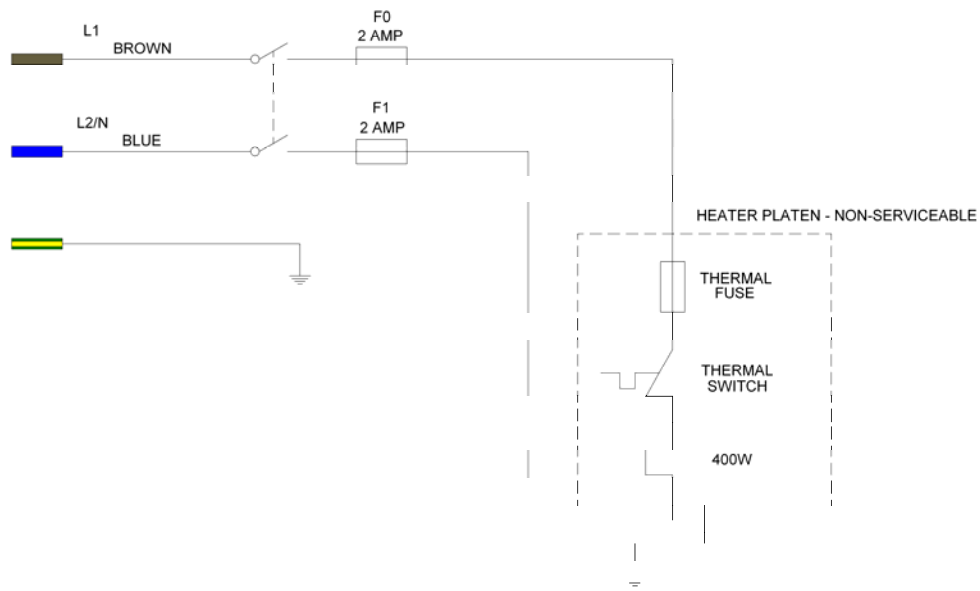 L1
BROWN
F0
2 AMP
L2/N
BLUE
F1
2 AMP
HEATER PLATEN - NON-SERVICEABLE
THERMAL
FUSE
THERMAL
SWITCH
400W